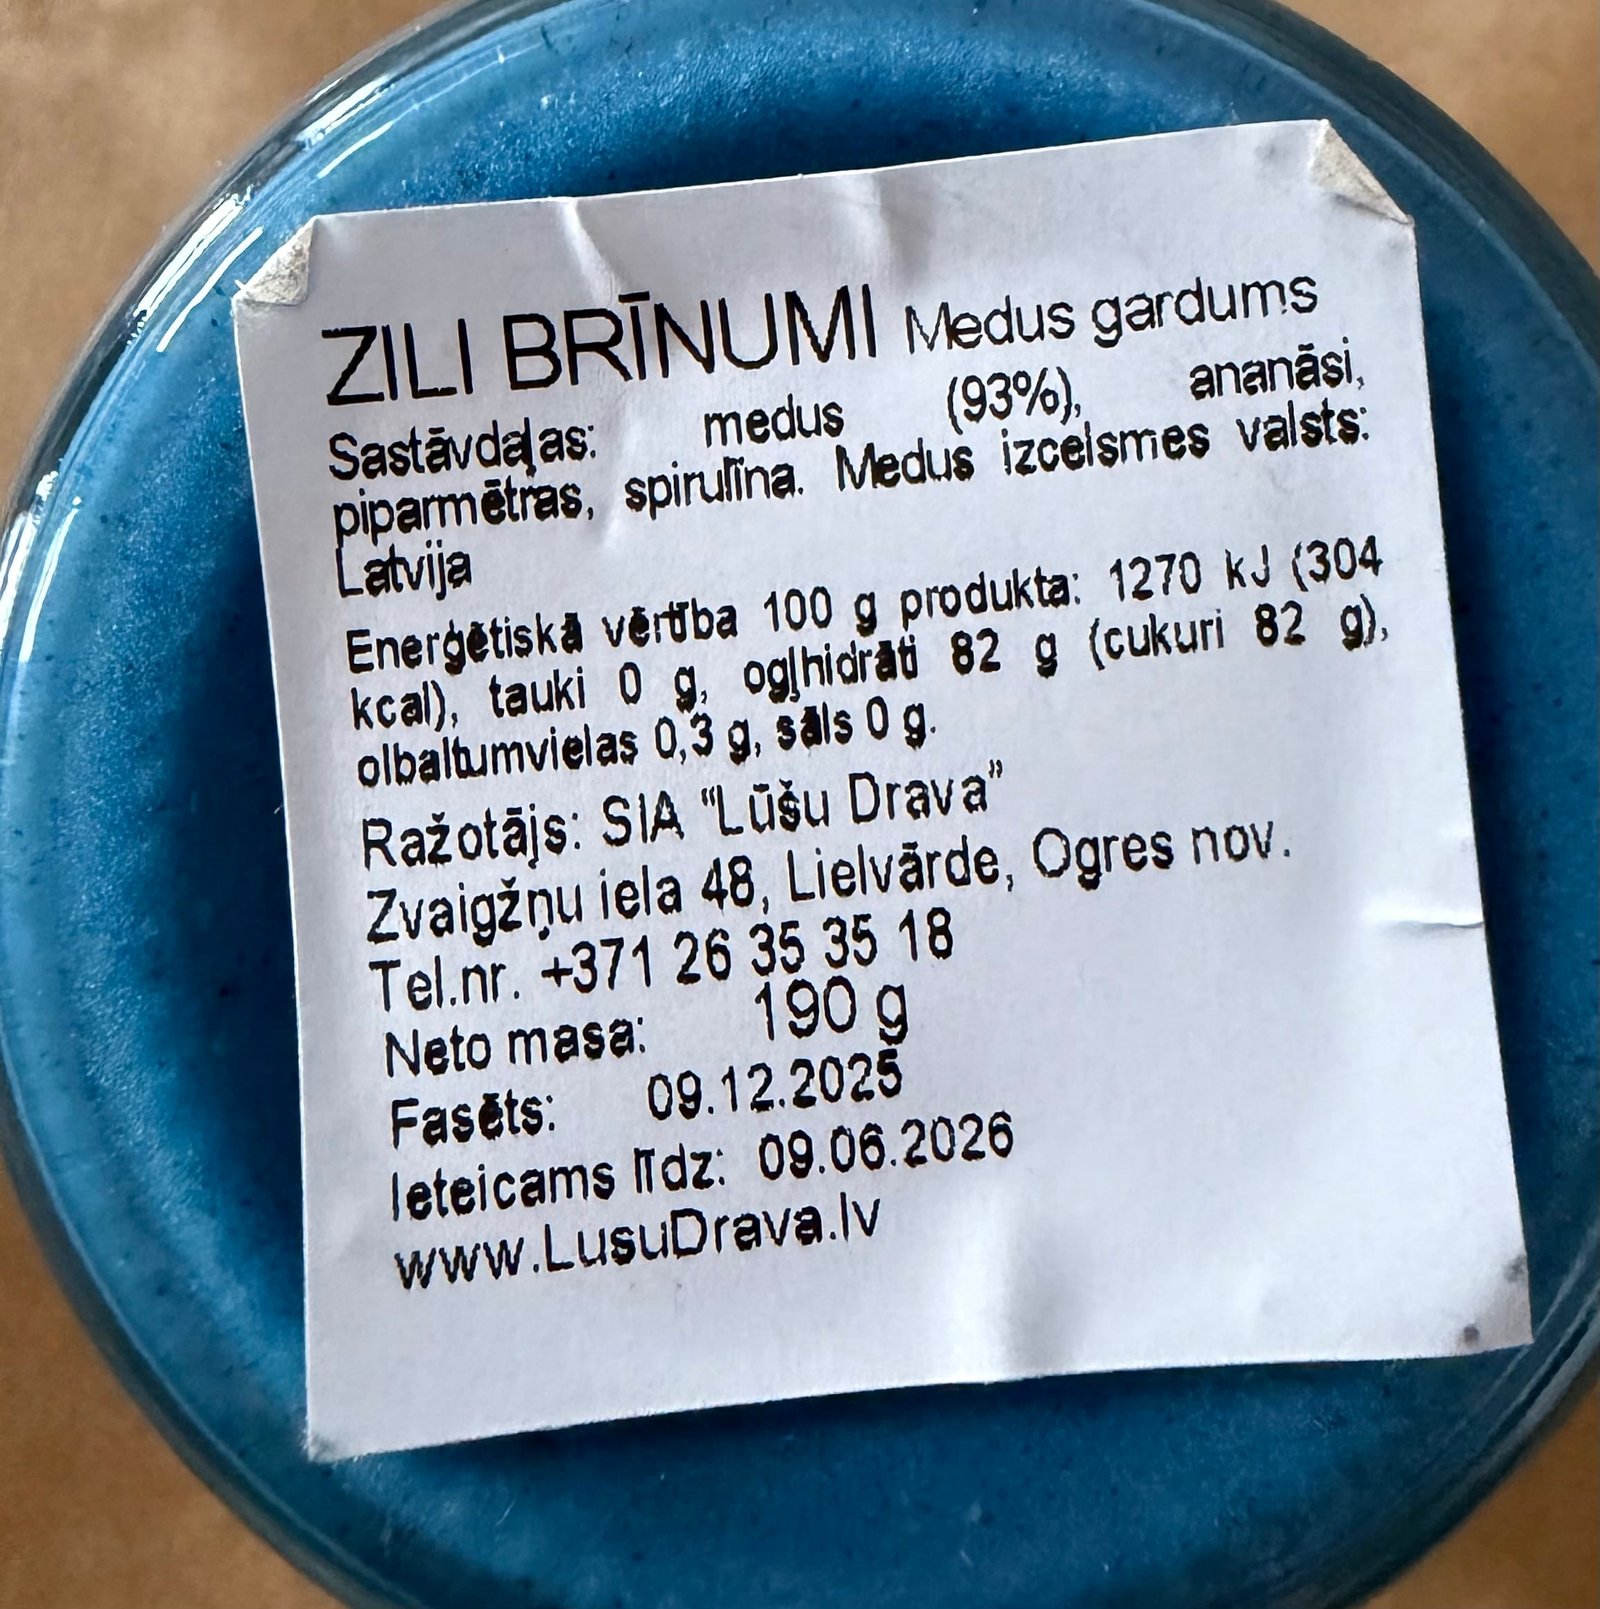 ZILI BRĪNUMI Medus gardums
Sastāvdaļas: medus (93%), ananāsi,
piparmētras, spirulīna. Medus izcelsmes valsts:
Latvija
Enerģētiskā vērtība 100 g produkta: 1270 kJ (304
kcal), tauki 0 g, ogļhidrāti 82 g (cukuri 82 g),
olbaltumvielas 0,3 g, sāls 0 g.
Ražotājs: SIA “Lūšu Drava”
Zvaigžņu iela 48, Lielvārde, Ogres nov.
Tel.nr. +371 26 35 35 18
Neto masa: 190 g
Fasēts: 09.12.2025
Ieteicams līdz: 09.06.2026
www.LusuDrava.lv